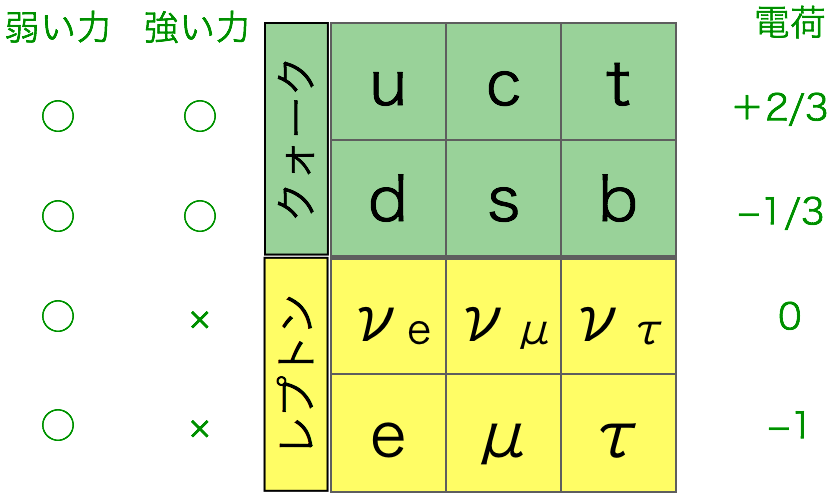 弱い力 強い力 電荷
クォーク
○ ○ u c t +2/3
○ ○ d s b −1/3
レプトン
○ × νe νμ ντ 0
○ × e μ τ −1